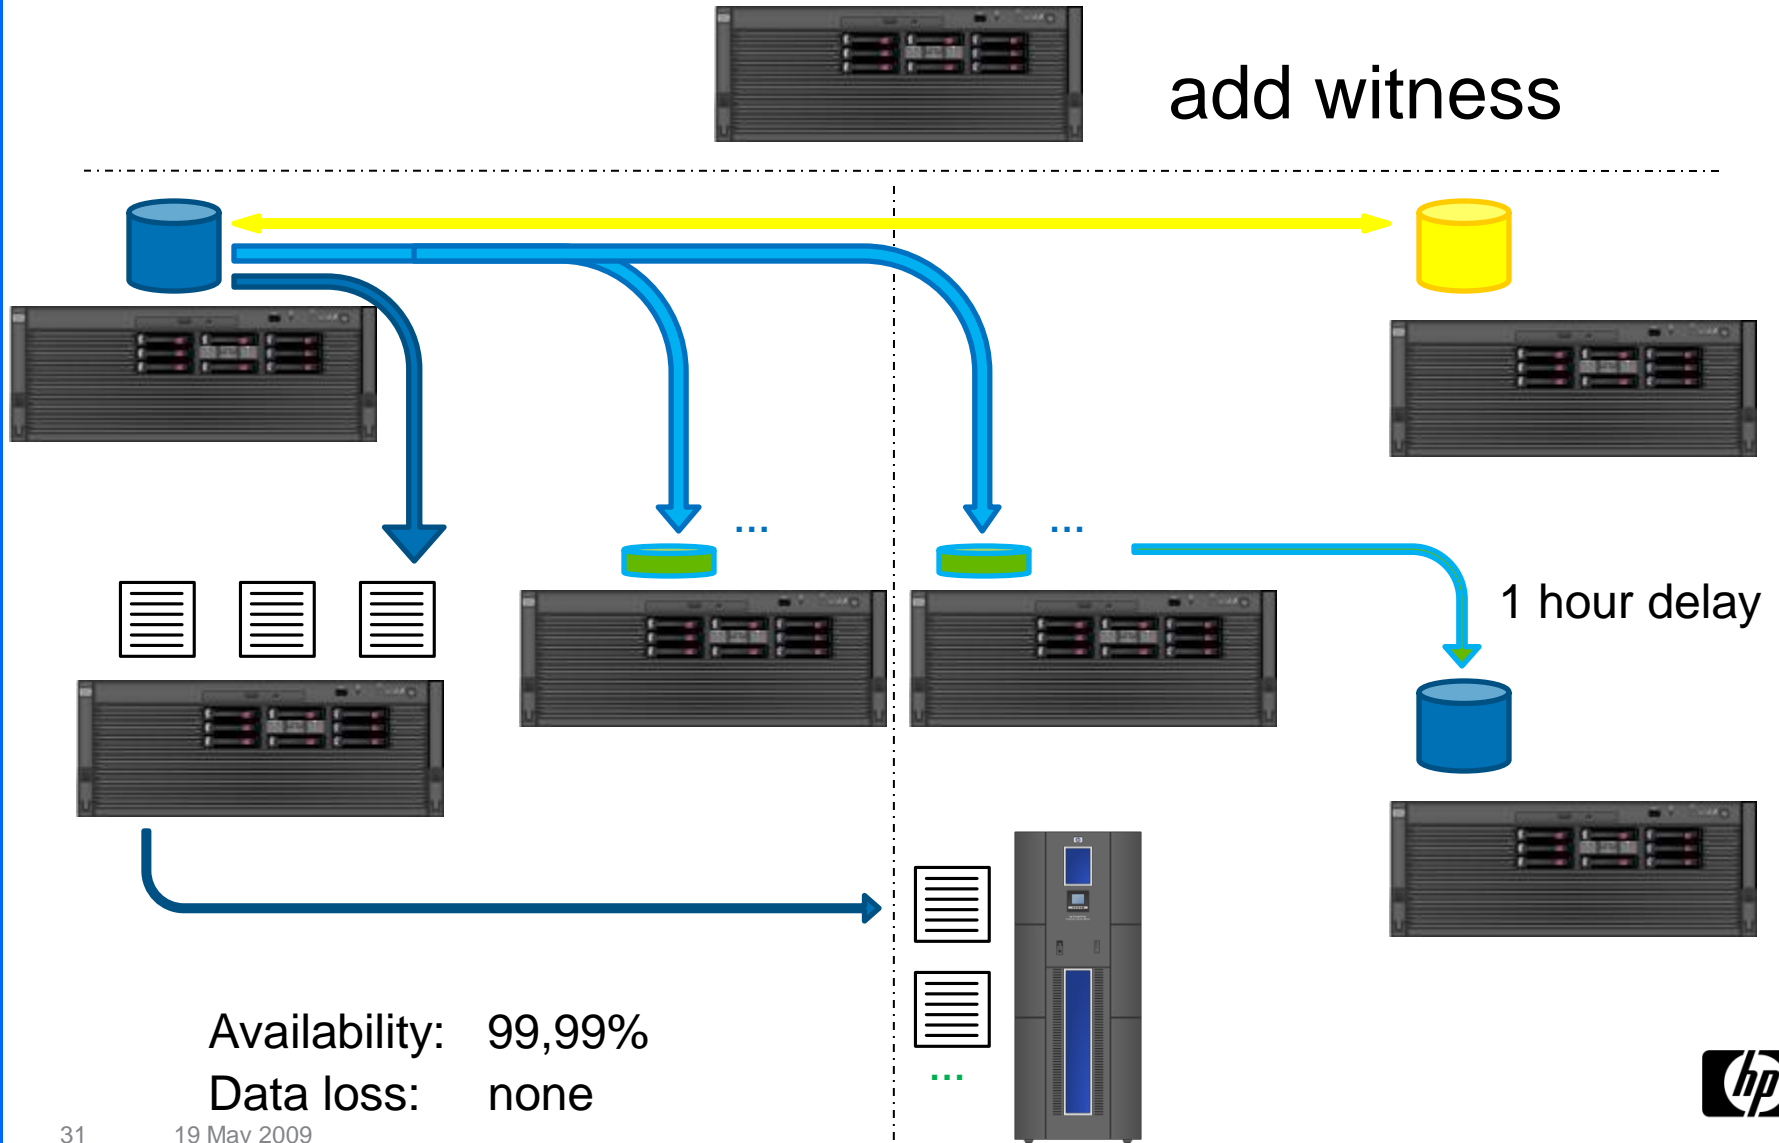 add witness
...
...
1 hour delay
...
Availability: 99,99%
Data loss: none
31 19 May 2009
hp